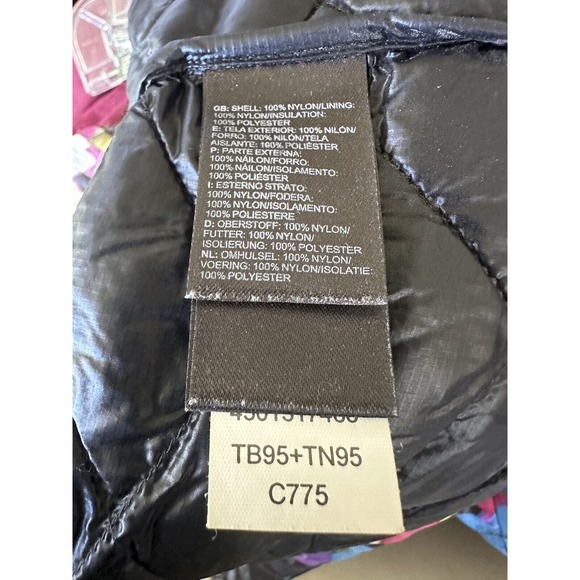 GB: SHELL: 100% NYLON/LINING:
100% NYLON/INSULATION:
100% POLYESTER
E: TELA EXTERIOR: 100% NILÓN/
FORRO: 100% NILÓN/TELA
AISLANTE: 100% POLIÉSTER
P: PARTE EXTERNA:
100% NÁILON/FORRO:
100% NÁILON/ISOLAMENTO:
100% POLIÉSTER
I: ESTERNO STRATO:
100% NYLON/FODERA:
100% NYLON/ISOLAMENTO:
100% POLIESTERE
D: OBERSTOFF: 100% NYLON/
FUTTER: 100% NYLON/
ISOLIERUNG: 100% POLYESTER
NL: OMHULSEL: 100% NYLON/
VOERING: 100% NYLON/ISOLATIE:
100% POLYESTER
TB95+TN95
C775